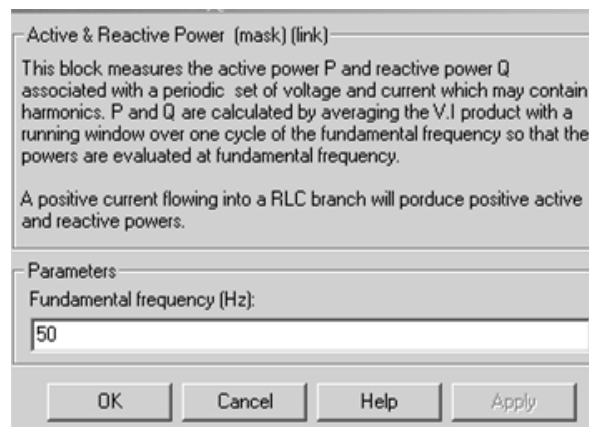 Active & Reactive Power (mask) (link)
This block measures the active power P and reactive power Q
associated with a periodic set of voltage and current which may contain
harmonics. P and Q are calculated by averaging the V.I product with a
running window over one cycle of the fundamental frequency so that the
powers are evaluated at fundamental frequency.
A positive current flowing into a RLC branch will porduce positive active
and reactive powers.
Parameters
Fundamental frequency (Hz):
50
OK Cancel Help Apply